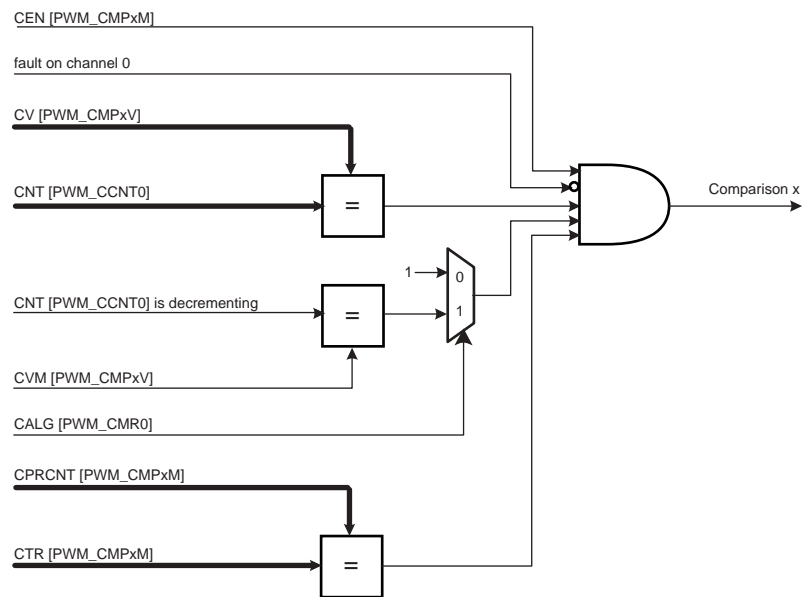 CEN [PWM_CMPxM]
fault on channel 0
CV [PWM_CMPxV]
CNT [PWM_CCNT0]
=
Comparison x
1
0
CNT [PWM_CCNT0] is decrementing
=
1
CVM [PWM_CMPxV]
CALG [PWM_CMR0]
CPRCNT [PWM_CMPxM]
CTR [PWM_CMPxM]
=